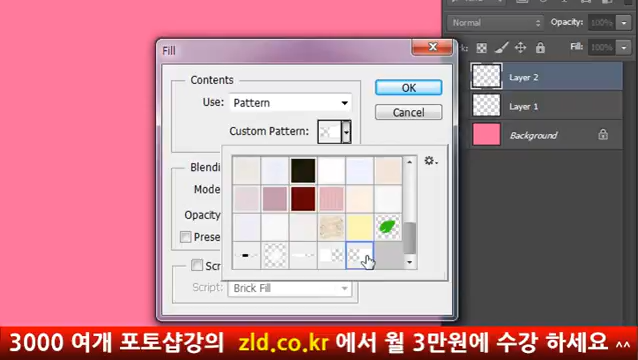 Fill
Contents
Use: Pattern
Custom Pattern:
OK
Cancel
Blendin
Mode
Opacity
Prese
Scr
Script: Brick Fill
Normal
Opacity: 100%
Lock:
Fill: 100%
Layer 2
Layer 1
Background
3000 여개 포토샵강의 zld.co.kr 에서 월 3만원에 수강 하세요 ^^